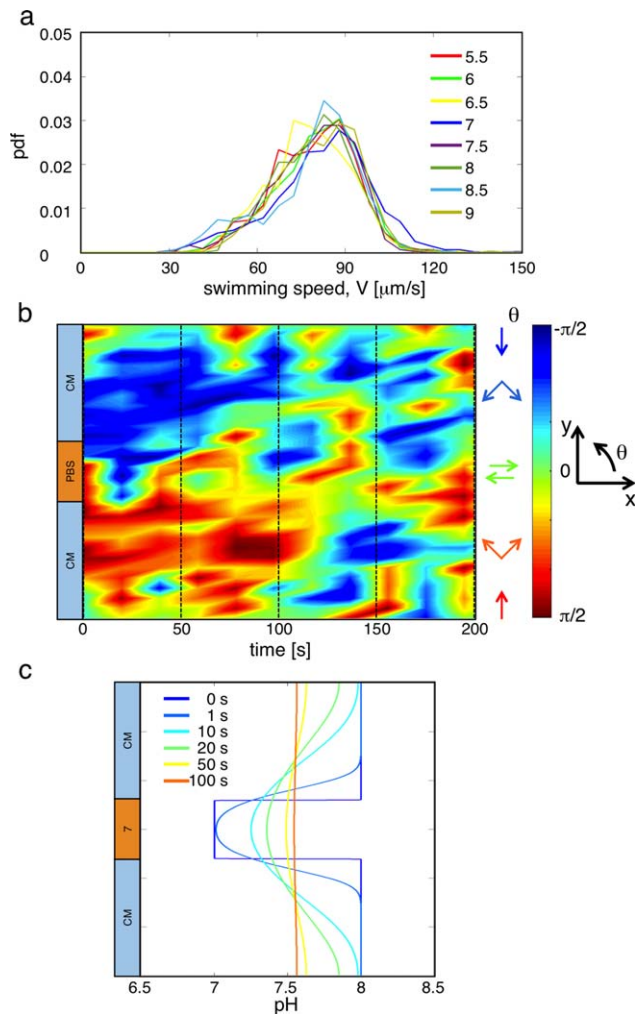 a
0.05
0.04
0.03
0.02
0.01
0
pdf
5.5
6
6.5
7
7.5
8
8.5
9
0 30 60 90 120 150
swimming speed, V [μm/s]
b
CM
PBS
CM
0 50 100 150 200
time [s]
θ
-π/2
0
π/2
y
θ
x
c
CM
7
CM
0 s
1 s
10 s
20 s
50 s
100 s
6.5 7 7.5 8 8.5
pH